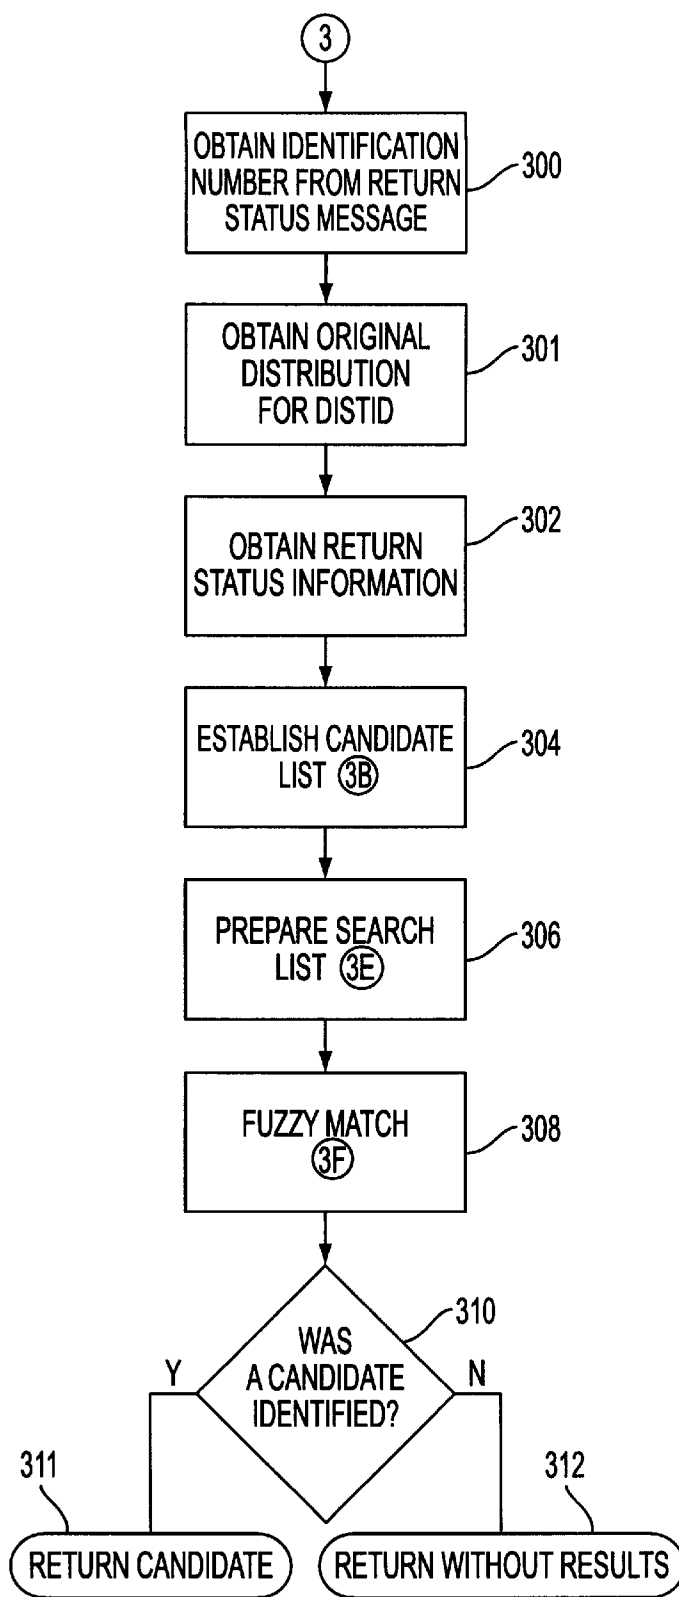 3
OBTAIN IDENTIFICATION
NUMBER FROM RETURN
STATUS MESSAGE
300
OBTAIN ORIGINAL
DISTRIBUTION
FOR DISTID
301
OBTAIN RETURN
STATUS INFORMATION
302
ESTABLISH CANDIDATE
LIST 3B
304
PREPARE SEARCH
LIST 3E
306
FUZZY MATCH
3F
308
WAS
A CANDIDATE
IDENTIFIED?
310
Y
N
311
RETURN CANDIDATE
312
RETURN WITHOUT RESULTS